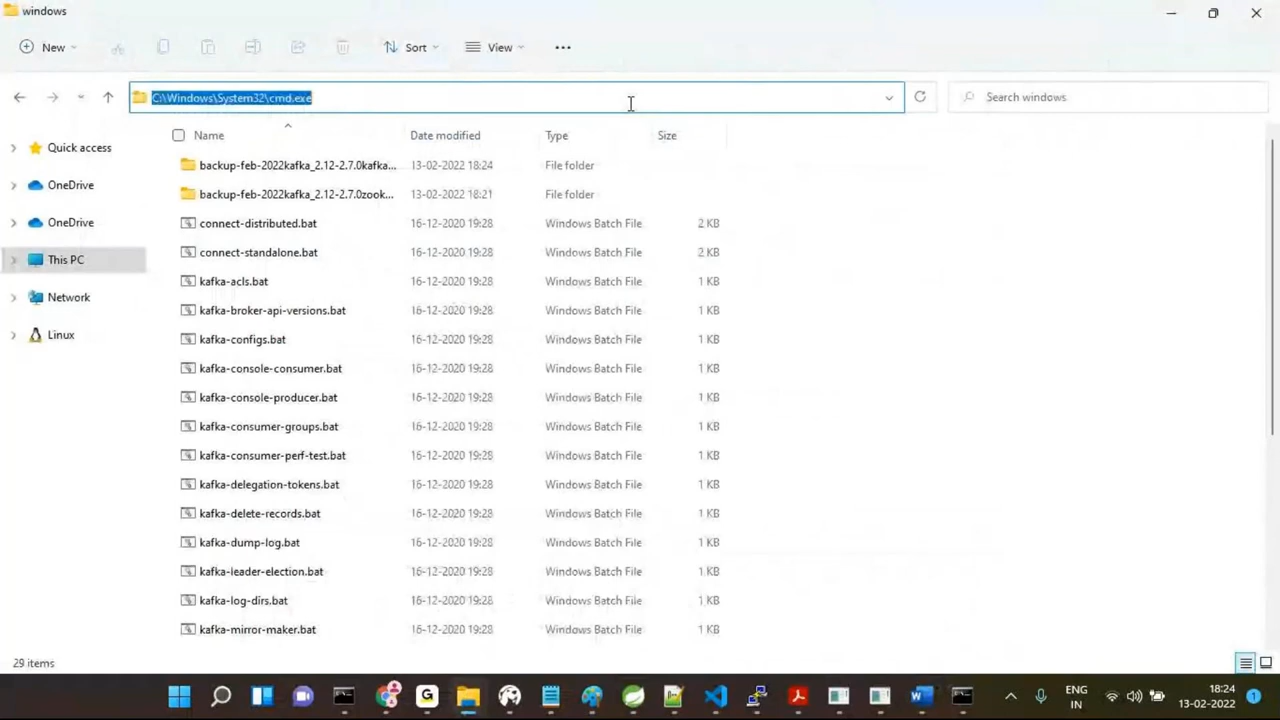 windows
New
Sort
View
C:\Windows\System32\cmd.exe
Search windows
Quick access
OneDrive
OneDrive
This PC
Network
Linux
Name Date modified Type Size
backup-feb-2022kafka_2.12-2.7.0kafka... 13-02-2022 18:24 File folder
backup-feb-2022kafka_2.12-2.7.0zook... 13-02-2022 18:21 File folder
connect-distributed.bat 16-12-2020 19:28 Windows Batch File 2 KB
connect-standalone.bat 16-12-2020 19:28 Windows Batch File 2 KB
kafka-acls.bat 16-12-2020 19:28 Windows Batch File 1 KB
kafka-broker-api-versions.bat 16-12-2020 19:28 Windows Batch File 1 KB
kafka-configs.bat 16-12-2020 19:28 Windows Batch File 1 KB
kafka-console-consumer.bat 16-12-2020 19:28 Windows Batch File 1 KB
kafka-console-producer.bat 16-12-2020 19:28 Windows Batch File 1 KB
kafka-consumer-groups.bat 16-12-2020 19:28 Windows Batch File 1 KB
kafka-consumer-perf-test.bat 16-12-2020 19:28 Windows Batch File 1 KB
kafka-delegation-tokens.bat 16-12-2020 19:28 Windows Batch File 1 KB
kafka-delete-records.bat 16-12-2020 19:28 Windows Batch File 1 KB
kafka-dump-log.bat 16-12-2020 19:28 Windows Batch File 1 KB
kafka-leader-election.bat 16-12-2020 19:28 Windows Batch File 1 KB
kafka-log-dirs.bat 16-12-2020 19:28 Windows Batch File 1 KB
kafka-mirror-maker.bat 16-12-2020 19:28 Windows Batch File 1 KB
29 items
ENG
IN
18:24
13-02-2022
1